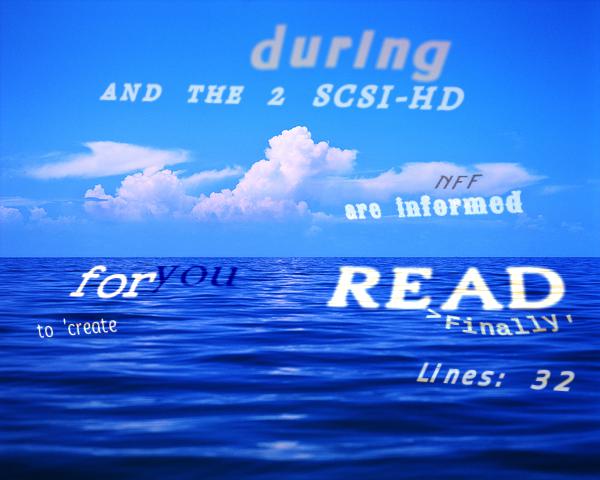 during
AND THE 2 SCSI-HD
NFF
are informed
for you
READ
to 'create
>Finally'
Lines: 32